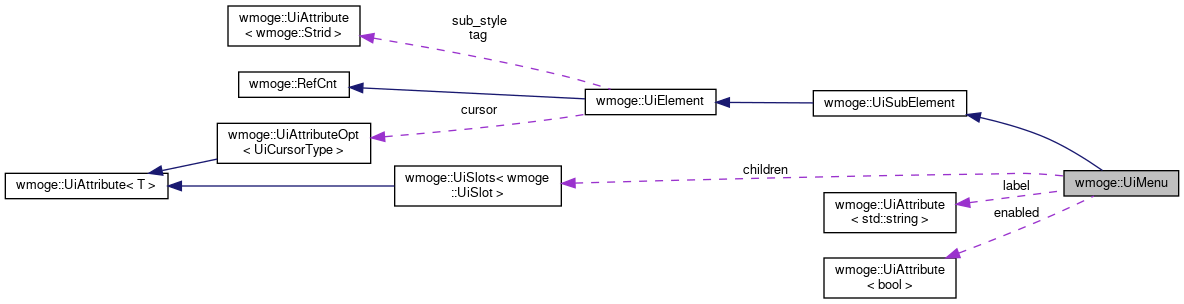 wmoge::UiAttribute
< wmoge::Strid >
sub_style
tag
wmoge::RefCnt
wmoge::UiElement
wmoge::UiSubElement
cursor
wmoge::UiAttributeOpt
< UiCursorType >
wmoge::UiAttribute< T >
wmoge::UiSlots< wmoge
::UiSlot >
children
wmoge::UiMenu
label
wmoge::UiAttribute
< std::string >
enabled
wmoge::UiAttribute
< bool >